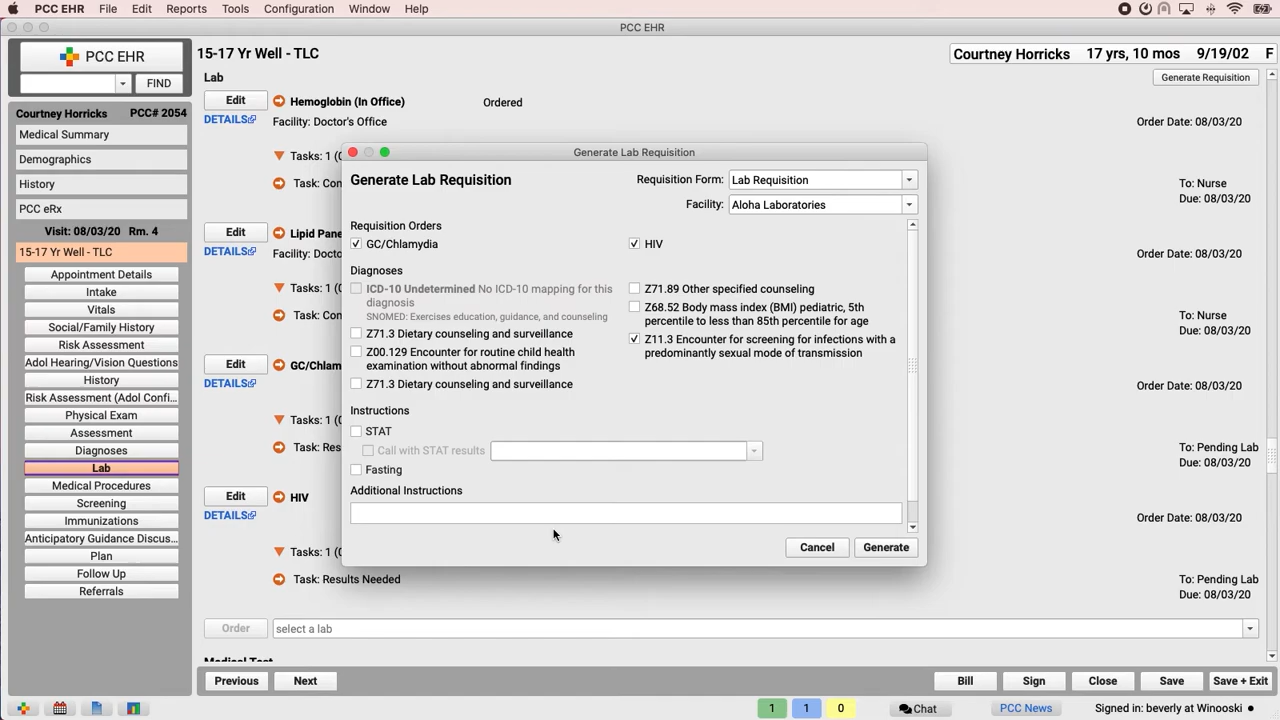 PCC EHR File Edit Reports Tools Configuration Window Help
PCC EHR
PCC EHR
FIND
Courtney Horricks PCC# 2054
Medical Summary
Demographics
History
PCC eRx
Visit: 08/03/20 Rm. 4
15-17 Yr Well - TLC
Appointment Details
Intake
Vitals
Social/Family History
Risk Assessment
Adol Hearing/Vision Questions
History
Risk Assessment (Adol Confi...
Physical Exam
Assessment
Diagnoses
Lab
Medical Procedures
Screening
Immunizations
Anticipatory Guidance Discus...
Plan
Follow Up
Referrals
15-17 Yr Well - TLC
Courtney Horricks 17 yrs, 10 mos 9/19/02 F
Lab
Generate Requisition
Edit Hemoglobin (In Office) Ordered
DETAILS Facility: Doctor's Office Order Date: 08/03/20
Tasks: 1 (
Task: Con To: Nurse
Due: 08/03/20
Edit Lipid Pane
DETAILS Facility: Docto Order Date: 08/03/20
Tasks: 1 (
Task: Con To: Nurse
Due: 08/03/20
Edit GC/Chlam
DETAILS Order Date: 08/03/20
Tasks: 1 (
Task: Res To: Pending Lab
Due: 08/03/20
Edit HIV
DETAILS Order Date: 08/03/20
Tasks: 1 (
Task: Results Needed To: Pending Lab
Due: 08/03/20
Order select a lab
Medical Test
Generate Lab Requisition
Generate Lab Requisition
Requisition Form: Lab Requisition
Facility: Aloha Laboratories
Requisition Orders
GC/Chlamydia HIV
Diagnoses
ICD-10 Undetermined No ICD-10 mapping for this
diagnosis
SNOMED: Exercises education, guidance, and counseling
Z71.3 Dietary counseling and surveillance
Z00.129 Encounter for routine child health
examination without abnormal findings
Z71.3 Dietary counseling and surveillance
Z71.89 Other specified counseling
Z68.52 Body mass index (BMI) pediatric, 5th
percentile to less than 85th percentile for age
Z11.3 Encounter for screening for infections with a
predominantly sexual mode of transmission
Instructions
STAT
Call with STAT results
Fasting
Additional Instructions
Cancel Generate
Previous Next Bill Sign Close Save Save + Exit
1 1 0 Chat PCC News Signed in: beverly at Winooski